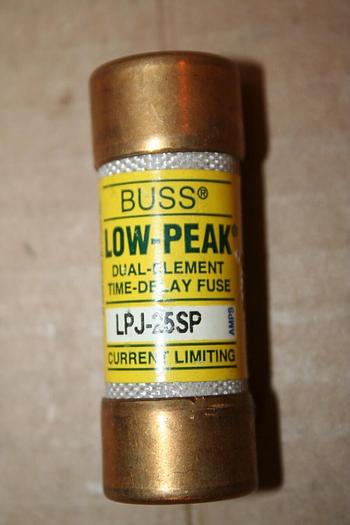 BUSS®
LOW-PEAK®
DUAL-ELEMENT
TIME-DELAY FUSE
LPJ-25SP
AMPS
CURRENT LIMITING